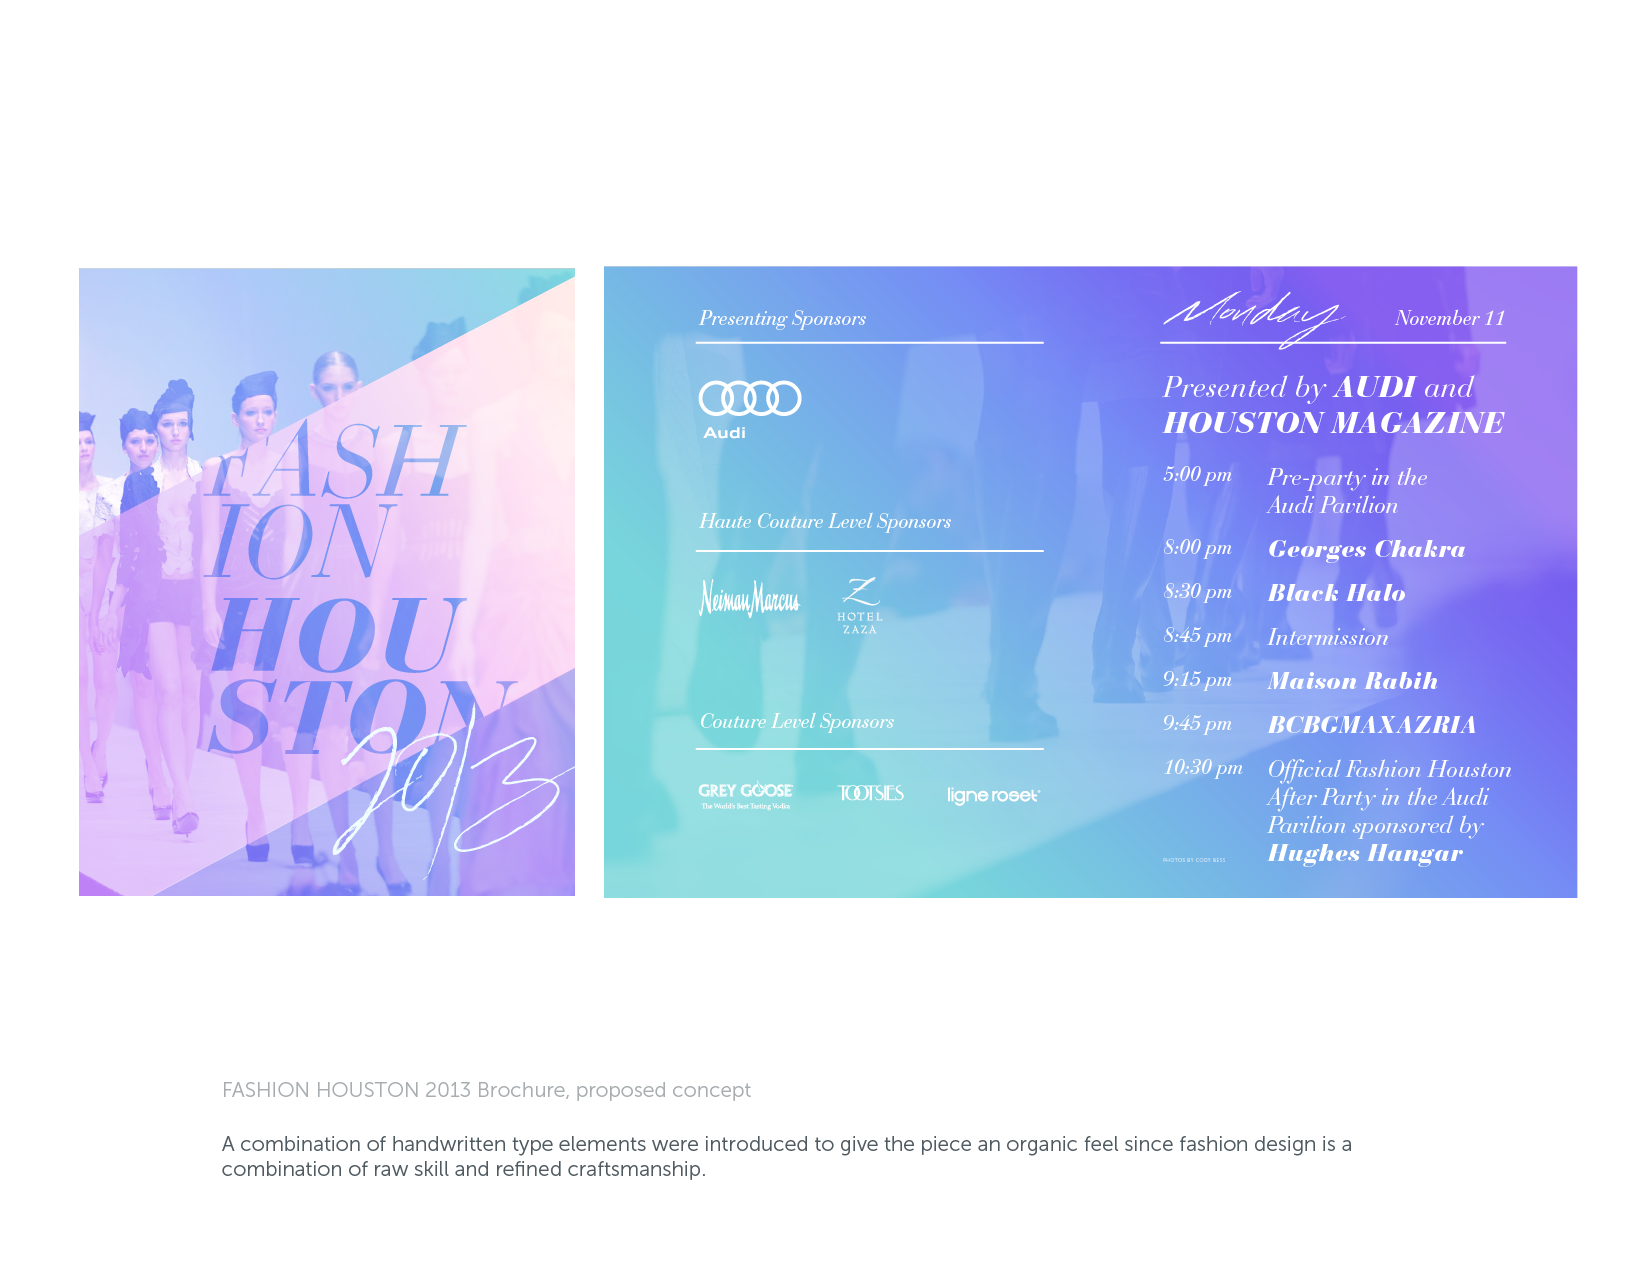 FASH
ION
HOU
STON
2013
Presenting Sponsors
Audi
Haute Couture Level Sponsors
Neiman Marcus
Z
HOTEL
ZAZA
Couture Level Sponsors
GREY GOOSE
The World's Best Tasting Vodka
TOOTSIES
ligne roset
Monday
November 11
Presented by AUDI and
HOUSTON MAGAZINE
5:00 pm Pre-party in the
Audi Pavilion
8:00 pm Georges Chakra
8:30 pm Black Halo
8:45 pm Intermission
9:15 pm Maison Rabih
9:45 pm BCBGMAXAZRIA
10:30 pm Official Fashion Houston
After Party in the Audi
Pavilion sponsored by
Hughes Hangar
PHOTOS BY CODY BESS
FASHION HOUSTON 2013 Brochure, proposed concept
A combination of handwritten type elements were introduced to give the piece an organic feel since fashion design is a
combination of raw skill and refined craftsmanship.